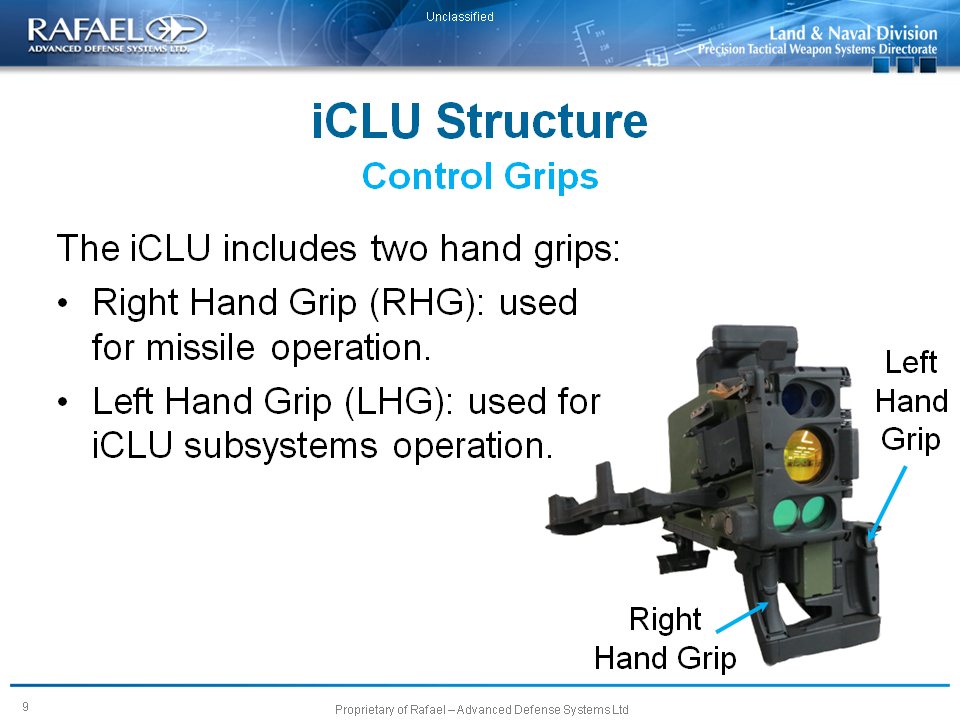 Unclassified
RAFAEL
ADVANCED DEFENSE SYSTEMS LTD.
Land & Naval Division
Precision Tactical Weapon Systems Directorate
iCLU Structure
Control Grips
The iCLU includes two hand grips:
• Right Hand Grip (RHG): used
for missile operation.
• Left Hand Grip (LHG): used for
iCLU subsystems operation.
Left
Hand
Grip
Right
Hand Grip
9
Proprietary of Rafael – Advanced Defense Systems Ltd